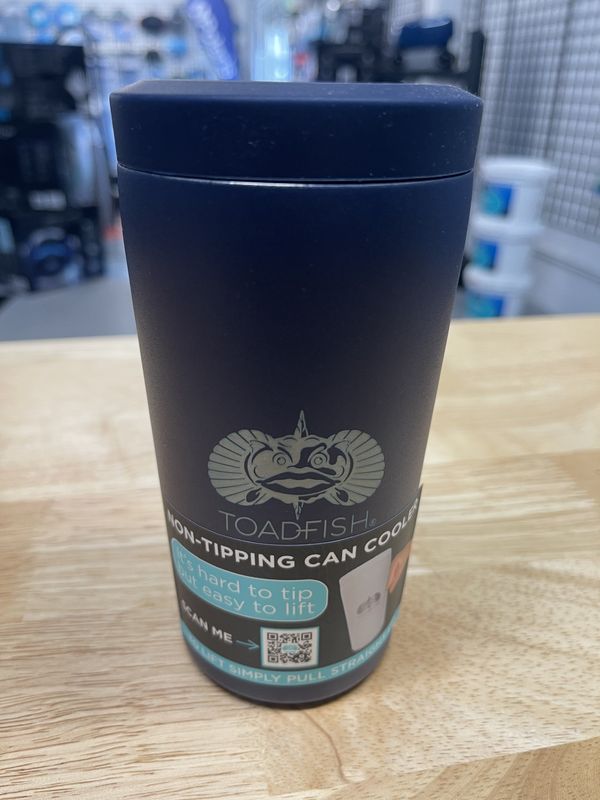 TOADFISH®
NON-TIPPING CAN COOLER
It's hard to tip
but easy to lift
SCAN ME
LIFT SIMPLY PULL STRAIGHT